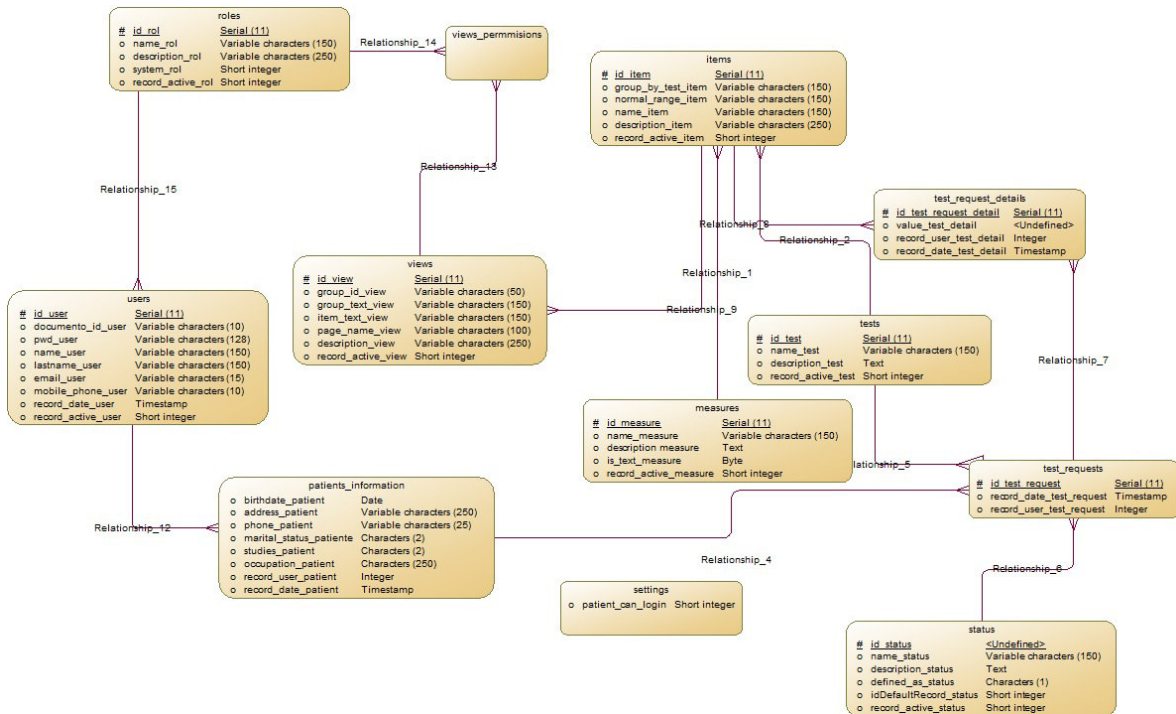 roles
# id_rol Serial (11)
o name_rol Variable characters (150)
o description_rol Variable characters (250)
o system_rol Short integer
o record_active_rol Short integer
Relationship_14
views_permmisions
items
# id_item Serial (11)
o group_by_test_item Variable characters (150)
o normal_range_item Variable characters (150)
o name_item Variable characters (150)
o description_item Variable characters (250)
o record_active_item Short integer
Relationship_13
Relationship_15
test_request_details
# id_test_request_detail Serial (11)
o value_test_detail <Undefined>
o record_user_test_detail Integer
o record_date_test_detail Timestamp
Relationship_8
Relationship_2
Relationship_1
views
# id_view Serial (11)
o group_id_view Variable characters (50)
o group_text_view Variable characters (150)
o item_text_view Variable characters (150)
o page_name_view Variable characters (100)
o description_view Variable characters (250)
o record_active_view Short integer
Relationship_9
users
# id_user Serial (11)
o documento_id_user Variable characters (10)
o pwd_user Variable characters (128)
o name_user Variable characters (150)
o lastname_user Variable characters (150)
o email_user Variable characters (15)
o mobile_phone_user Variable characters (10)
o record_date_user Timestamp
o record_active_user Short integer
tests
# id_test Serial (11)
o name_test Variable characters (150)
o description_test Text
o record_active_test Short integer
Relationship_7
measures
# id_measure Serial (11)
o name_measure Variable characters (150)
o description measure Text
o is_text_measure Byte
o record_active_measure Short integer
elationship_5
test_requests
# id_test_request Serial (11)
o record_date_test_request Timestamp
o record_user_test_request Integer
patients_information
o birthdate_patient Date
o address_patient Variable characters (250)
o phone_patient Variable characters (25)
o marital_status_patiente Characters (2)
o studies_patient Characters (2)
o occupation_patient Characters (250)
o record_user_patient Integer
o record_date_patient Timestamp
Relationship_12
Relationship_4
Relationship_6
settings
o patient_can_login Short integer
status
# id_status <Undefined>
o name_status Variable characters (150)
o description_status Text
o defined_as_status Characters (1)
o idDefaultRecord_status Short integer
o record_active_status Short integer